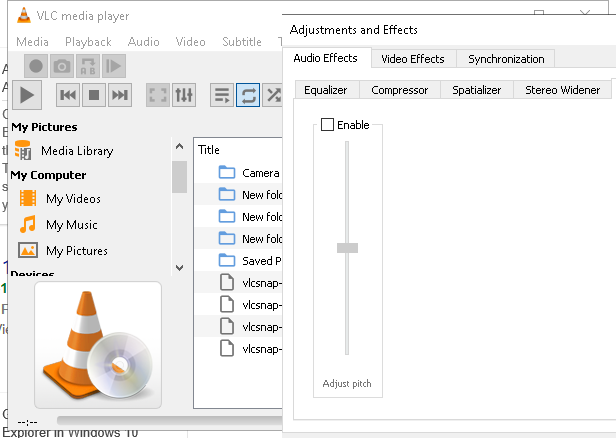 VLC media player
Media Playback Audio Video Subtitle T
My Pictures
Media Library
My Computer
My Videos
My Music
My Pictures
Devices
Title
Camera
New fold
New fold
New fold
Saved P
vlcsnap-
vlcsnap-
vlcsnap-
vlcsnap-
--:--
Explorer in Windows 10
Adjustments and Effects
Audio Effects Video Effects Synchronization
Equalizer Compressor Spatializer Stereo Widener
Enable
Adjust pitch